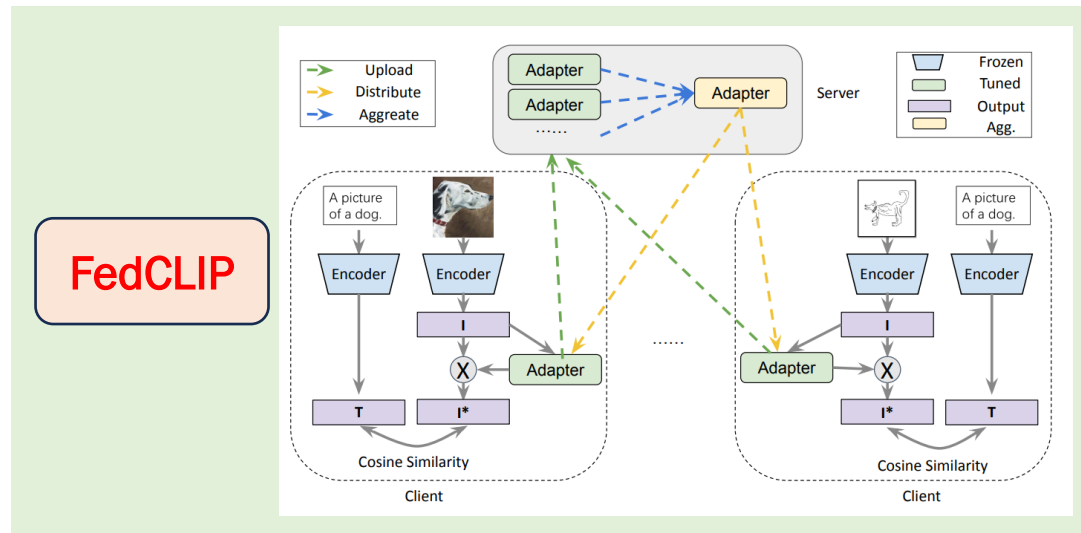 FedCLIP
Upload
Distribute
Aggreate
Adapter
Adapter
......
Adapter
Server
Frozen
Tuned
Output
Agg.
A picture
of a dog.
Encoder
Encoder
I
X
Adapter
T
I*
Cosine Similarity
Client
......
A picture
of a dog.
Encoder
Encoder
I
Adapter
X
I*
T
Cosine Similarity
Client